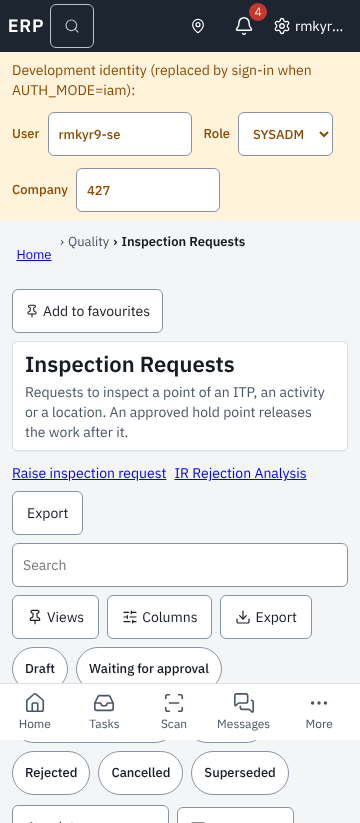 ERP
4
rmkyr...
Development identity (replaced by sign-in when
AUTH_MODE=iam):
User rmkyr9-se Role SYSADM
Company 427
Home › Quality › Inspection Requests
Add to favourites
Inspection Requests
Requests to inspect a point of an ITP, an activity
or a location. An approved hold point releases
the work after it.
Raise inspection request IR Rejection Analysis
Export
Search
Views Columns Export
Draft Waiting for approval
Home Tasks Scan Messages More
Rejected Cancelled Superseded